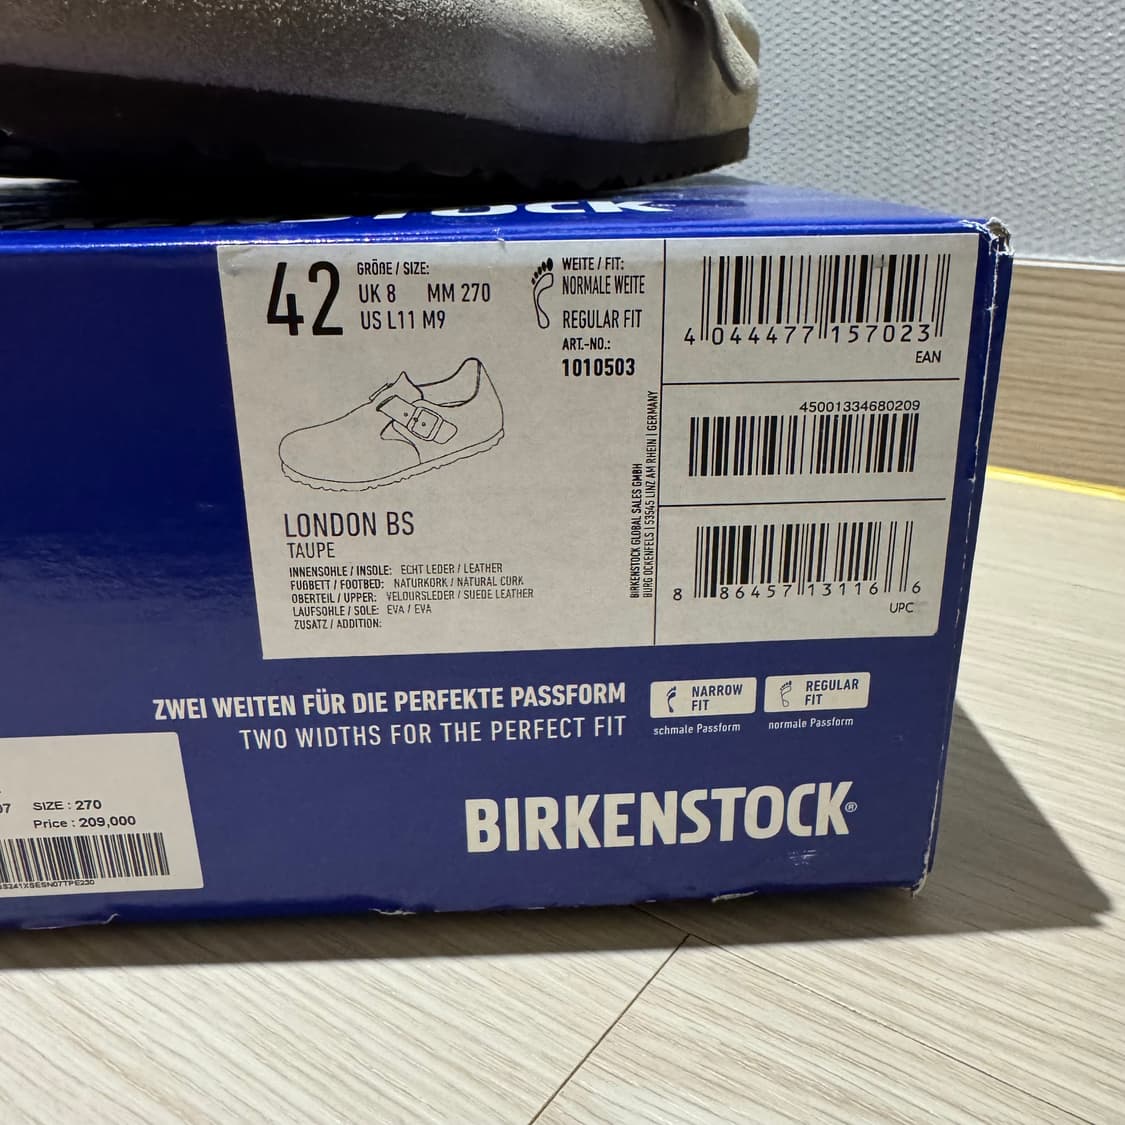 42
GRÖẞE / SIZE:
UK 8 MM 270
US L11 M9
WEITE / FIT:
NORMALE WEITE
REGULAR FIT
ART.-NO.:
1010503
4 044477 157023
EAN
45001334680209
8 86457 13116 6
UPC
BIRKENSTOCK GLOBAL SALES GMBH
BURG OCKENFELS | 53545 LINZ AM RHEIN | GERMANY
LONDON BS
TAUPE
INNENSOHLE / INSOLE: ECHT LEDER / LEATHER
FUßBETT / FOOTBED: NATURKORK / NATURAL CORK
OBERTEIL / UPPER: VELOURSLEDER / SUEDE LEATHER
LAUFSOHLE / SOLE: EVA / EVA
ZUSATZ / ADDITION:
ZWEI WEITEN FÜR DIE PERFEKTE PASSFORM
TWO WIDTHS FOR THE PERFECT FIT
NARROW
FIT
schmale Passform
REGULAR
FIT
normale Passform
07 SIZE : 270
Price : 209,000
BIRKENSTOCK®